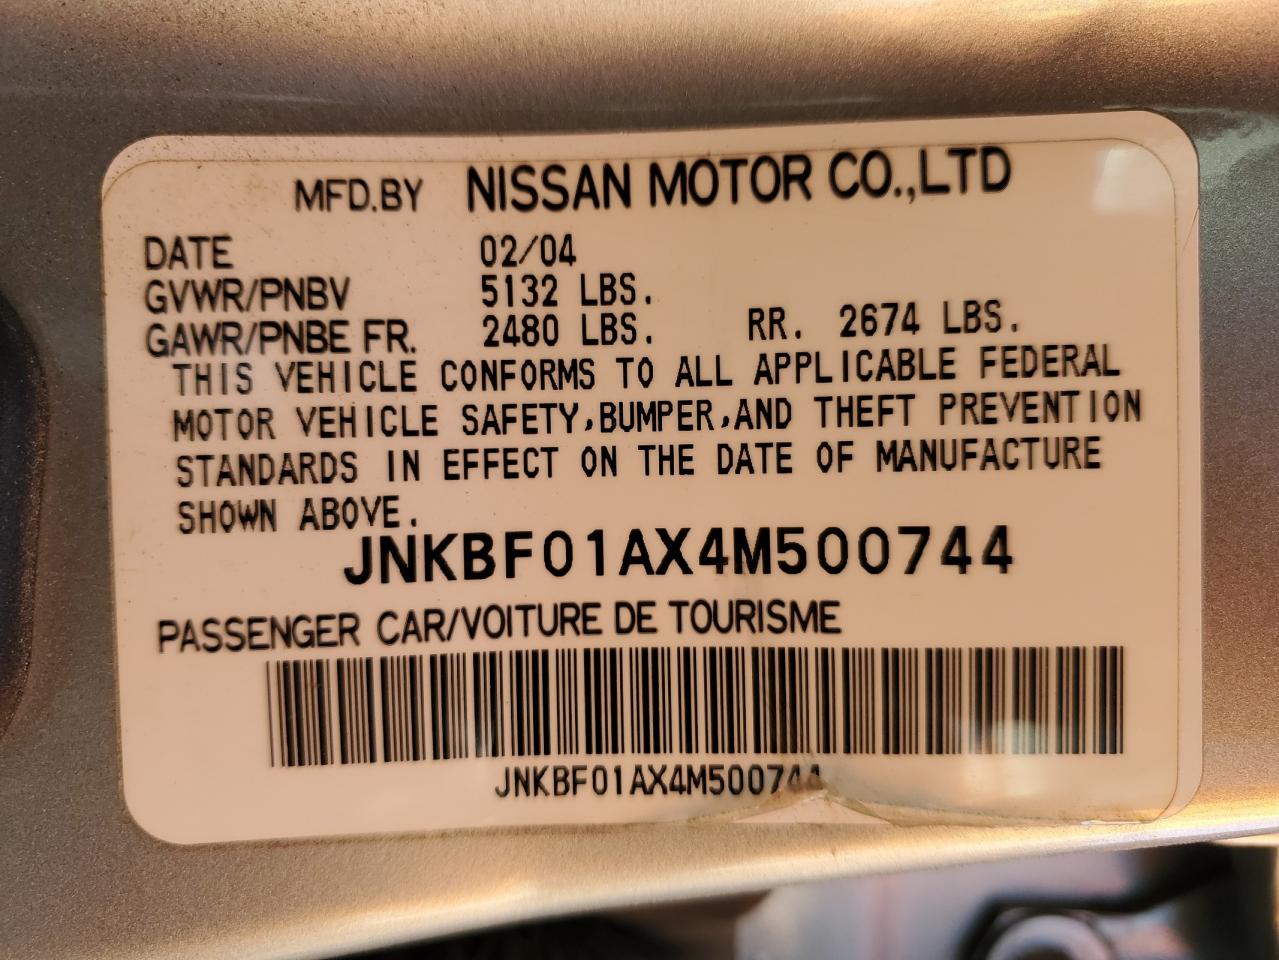 MFD.BY NISSAN MOTOR CO.,LTD
DATE 02/04
GVWR/PNBV 5132 LBS.
GAWR/PNBE FR. 2480 LBS. RR. 2674 LBS.
THIS VEHICLE CONFORMS TO ALL APPLICABLE FEDERAL
MOTOR VEHICLE SAFETY,BUMPER,AND THEFT PREVENTION
STANDARDS IN EFFECT ON THE DATE OF MANUFACTURE
SHOWN ABOVE.
JNKBF01AX4M500744
PASSENGER CAR/VOITURE DE TOURISME
JNKBF01AX4M500744